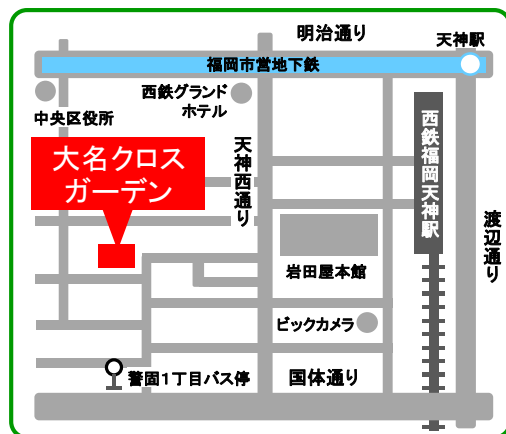 明治通り
天神駅
福岡市営地下鉄
西鉄グランド
ホテル
中央区役所
大名クロス
ガーデン
天神西通り
西鉄福岡天神駅
渡辺通り
岩田屋本館
ビックカメラ
警固1丁目バス停
国体通り